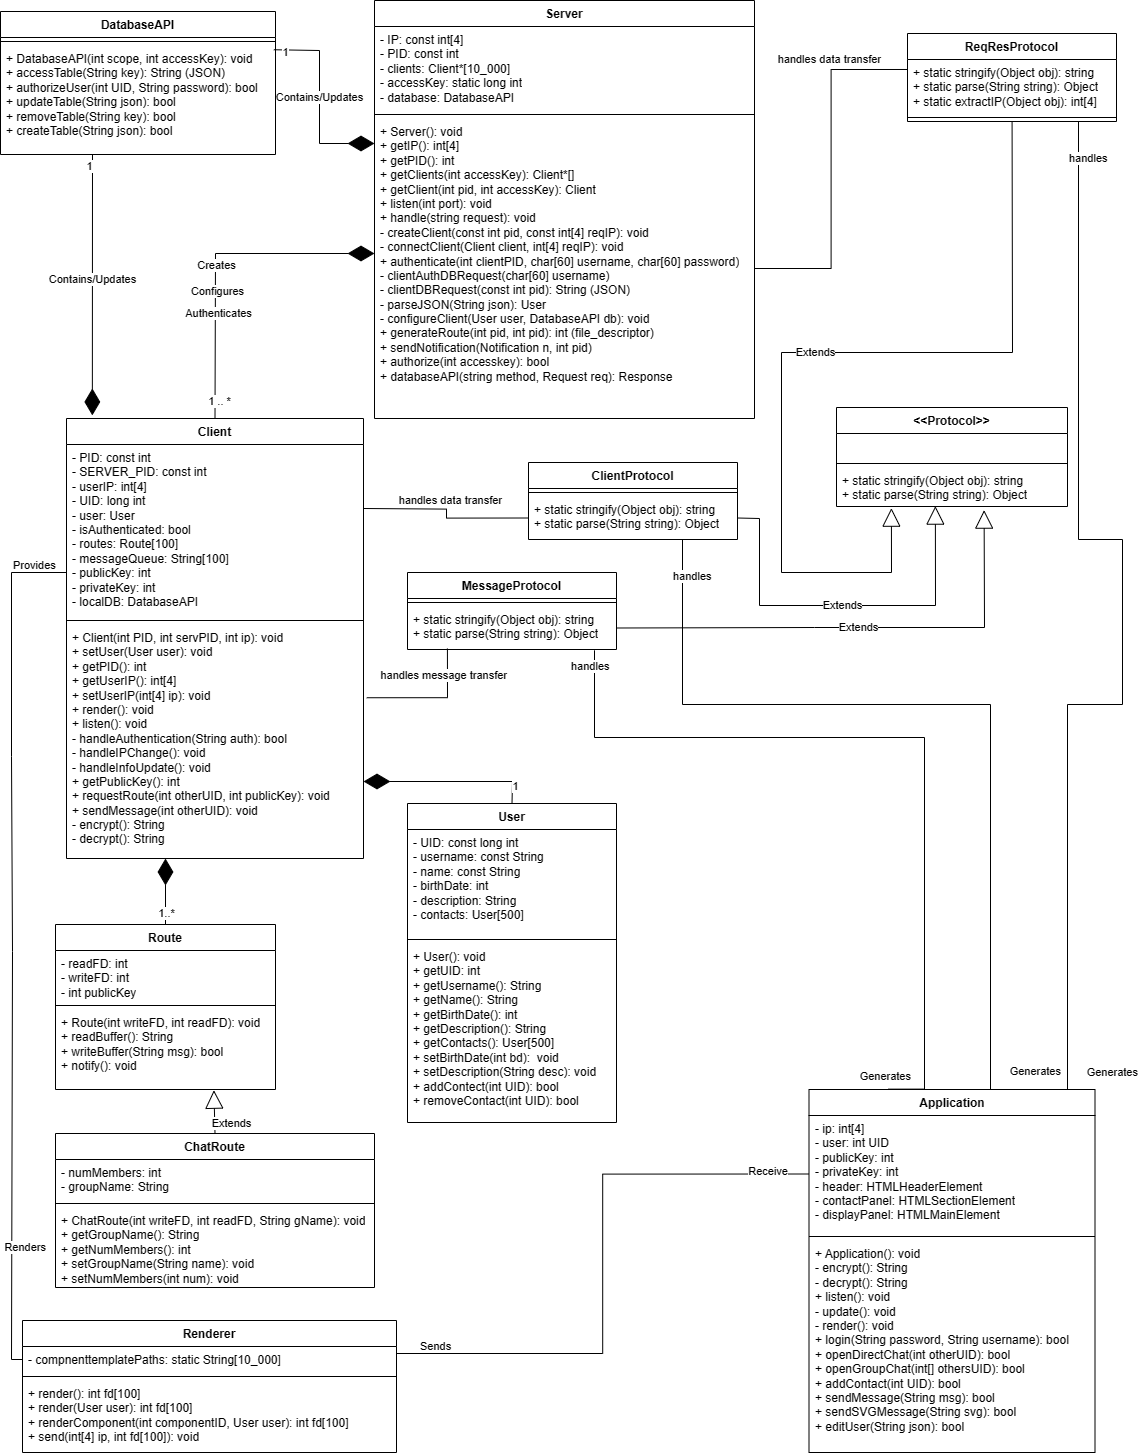 DatabaseAPI
+ DatabaseAPI(int scope, int accessKey): void
+ accessTable(String key): String (JSON)
+ authorizeUser(int UID, String password): bool
+ updateTable(String json): bool
+ removeTable(String key): bool
+ createTable(String json): bool
1
Contains/Updates
1
Contains/Updates
Server
- IP: const int[4]
- PID: const int
- clients: Client*[10_000]
- accessKey: static long int
- database: DatabaseAPI
+ Server(): void
+ getIP(): int[4]
+ getPID(): int
+ getClients(int accessKey): Client*[]
+ getClient(int pid, int accessKey): Client
+ listen(int port): void
+ handle(string request): void
- createClient(const int pid, const int[4] reqIP): void
- connectClient(Client client, int[4] reqIP): void
+ authenticate(int clientPID, char[60] username, char[60] password)
- clientAuthDBRequest(char[60] username)
- clientDBRequest(const int pid): String (JSON)
- parseJSON(String json): User
- configureClient(User user, DatabaseAPI db): void
+ generateRoute(int pid, int pid): int (file_descriptor)
+ sendNotification(Notification n, int pid)
+ authorize(int accesskey): bool
+ databaseAPI(string method, Request req): Response
handles data transfer
ReqResProtocol
+ static stringify(Object obj): string
+ static parse(String string): Object
+ static extractIP(Object obj): int[4]
handles
Extends
Creates
Configures
Authenticates
1 .. *
<<Protocol>>
+ static stringify(Object obj): string
+ static parse(String string): Object
Client
- PID: const int
- SERVER_PID: const int
- userIP: int[4]
- UID: long int
- user: User
- isAuthenticated: bool
- routes: Route[100]
- messageQueue: String[100]
- publicKey: int
- privateKey: int
- localDB: DatabaseAPI
+ Client(int PID, int servPID, int ip): void
+ setUser(User user): void
+ getPID(): int
+ getUserIP(): int[4]
+ setUserIP(int[4] ip): void
+ render(): void
+ listen(): void
- handleAuthentication(String auth): bool
- handleIPChange(): void
- handleInfoUpdate(): void
+ getPublicKey(): int
+ requestRoute(int otherUID, int publicKey): void
+ sendMessage(int otherUID): void
- encrypt(): String
- decrypt(): String
Provides
handles data transfer
ClientProtocol
+ static stringify(Object obj): string
+ static parse(String string): Object
handles
Extends
MessageProtocol
+ static stringify(Object obj): string
+ static parse(String string): Object
Extends
handles
handles message transfer
1
User
- UID: const long int
- username: const String
- name: const String
- birthDate: int
- description: String
- contacts: User[500]
+ User(): void
+ getUID: int
+ getUsername(): String
+ getName(): String
+ getBirthDate(): int
+ getDescription(): String
+ getContacts(): User[500]
+ setBirthDate(int bd):  void
+ setDescription(String desc): void
+ addContect(int UID): bool
+ removeContact(int UID): bool
1..*
Route
- readFD: int
- writeFD: int
- int publicKey
+ Route(int writeFD, int readFD): void
+ readBuffer(): String
+ writeBuffer(String msg): bool
+ notify(): void
Extends
ChatRoute
- numMembers: int
- groupName: String
+ ChatRoute(int writeFD, int readFD, String gName): void
+ getGroupName(): String
+ getNumMembers(): int
+ setGroupName(String name): void
+ setNumMembers(int num): void
Renders
Renderer
- compnenttemplatePaths: static String[10_000]
+ render(): int fd[100]
+ render(User user): int fd[100]
+ renderComponent(int componentID, User user): int fd[100]
+ send(int[4] ip, int fd[100]): void
Sends
Receive
Generates
Generates
Generates
Application
- ip: int[4]
- user: int UID
- publicKey: int
- privateKey: int
- header: HTMLHeaderElement
- contactPanel: HTMLSectionElement
- displayPanel: HTMLMainElement
+ Application(): void
- encrypt(): String
- decrypt(): String
+ listen(): void
- update(): void
- render(): void
+ login(String password, String username): bool
+ openDirectChat(int otherUID): bool
+ openGroupChat(int[] othersUID): bool
+ addContact(int UID): bool
+ sendMessage(String msg): bool
+ sendSVGMessage(String svg): bool
+ editUser(String json): bool